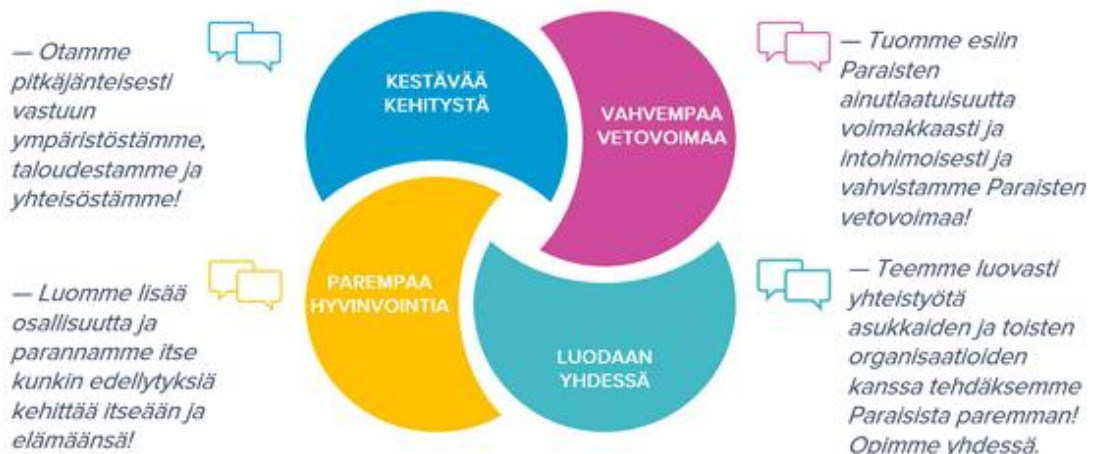 — Otamme
pitkäjänteisesti
vastuun
ympäristöstämme,
taloudestamme ja
yhteisöstämme!
KESTÄVÄÄ
KEHITYSTÄ
VAHVEMPAA
VETOVOIMAA
— Tuomme esiin
Paraisten
ainutlaatuisuutta
voimakkaasti ja
intohimoisesti ja
vahvistamme Paraisten
vetovoimaa!
— Luomme lisää
osallisuutta ja
parannamme itse
kunkin edellytyksiä
kehittää itseään ja
elämäänsä!
PAREMPAA
HYVINVOINTIA
LUODAAN
YHDESSÄ
— Teemme luovasti
yhteistyötä
asukkaiden ja toisten
organisaatioiden
kanssa tehdäksemme
Paraisista paremman!
Opimme yhdessä.